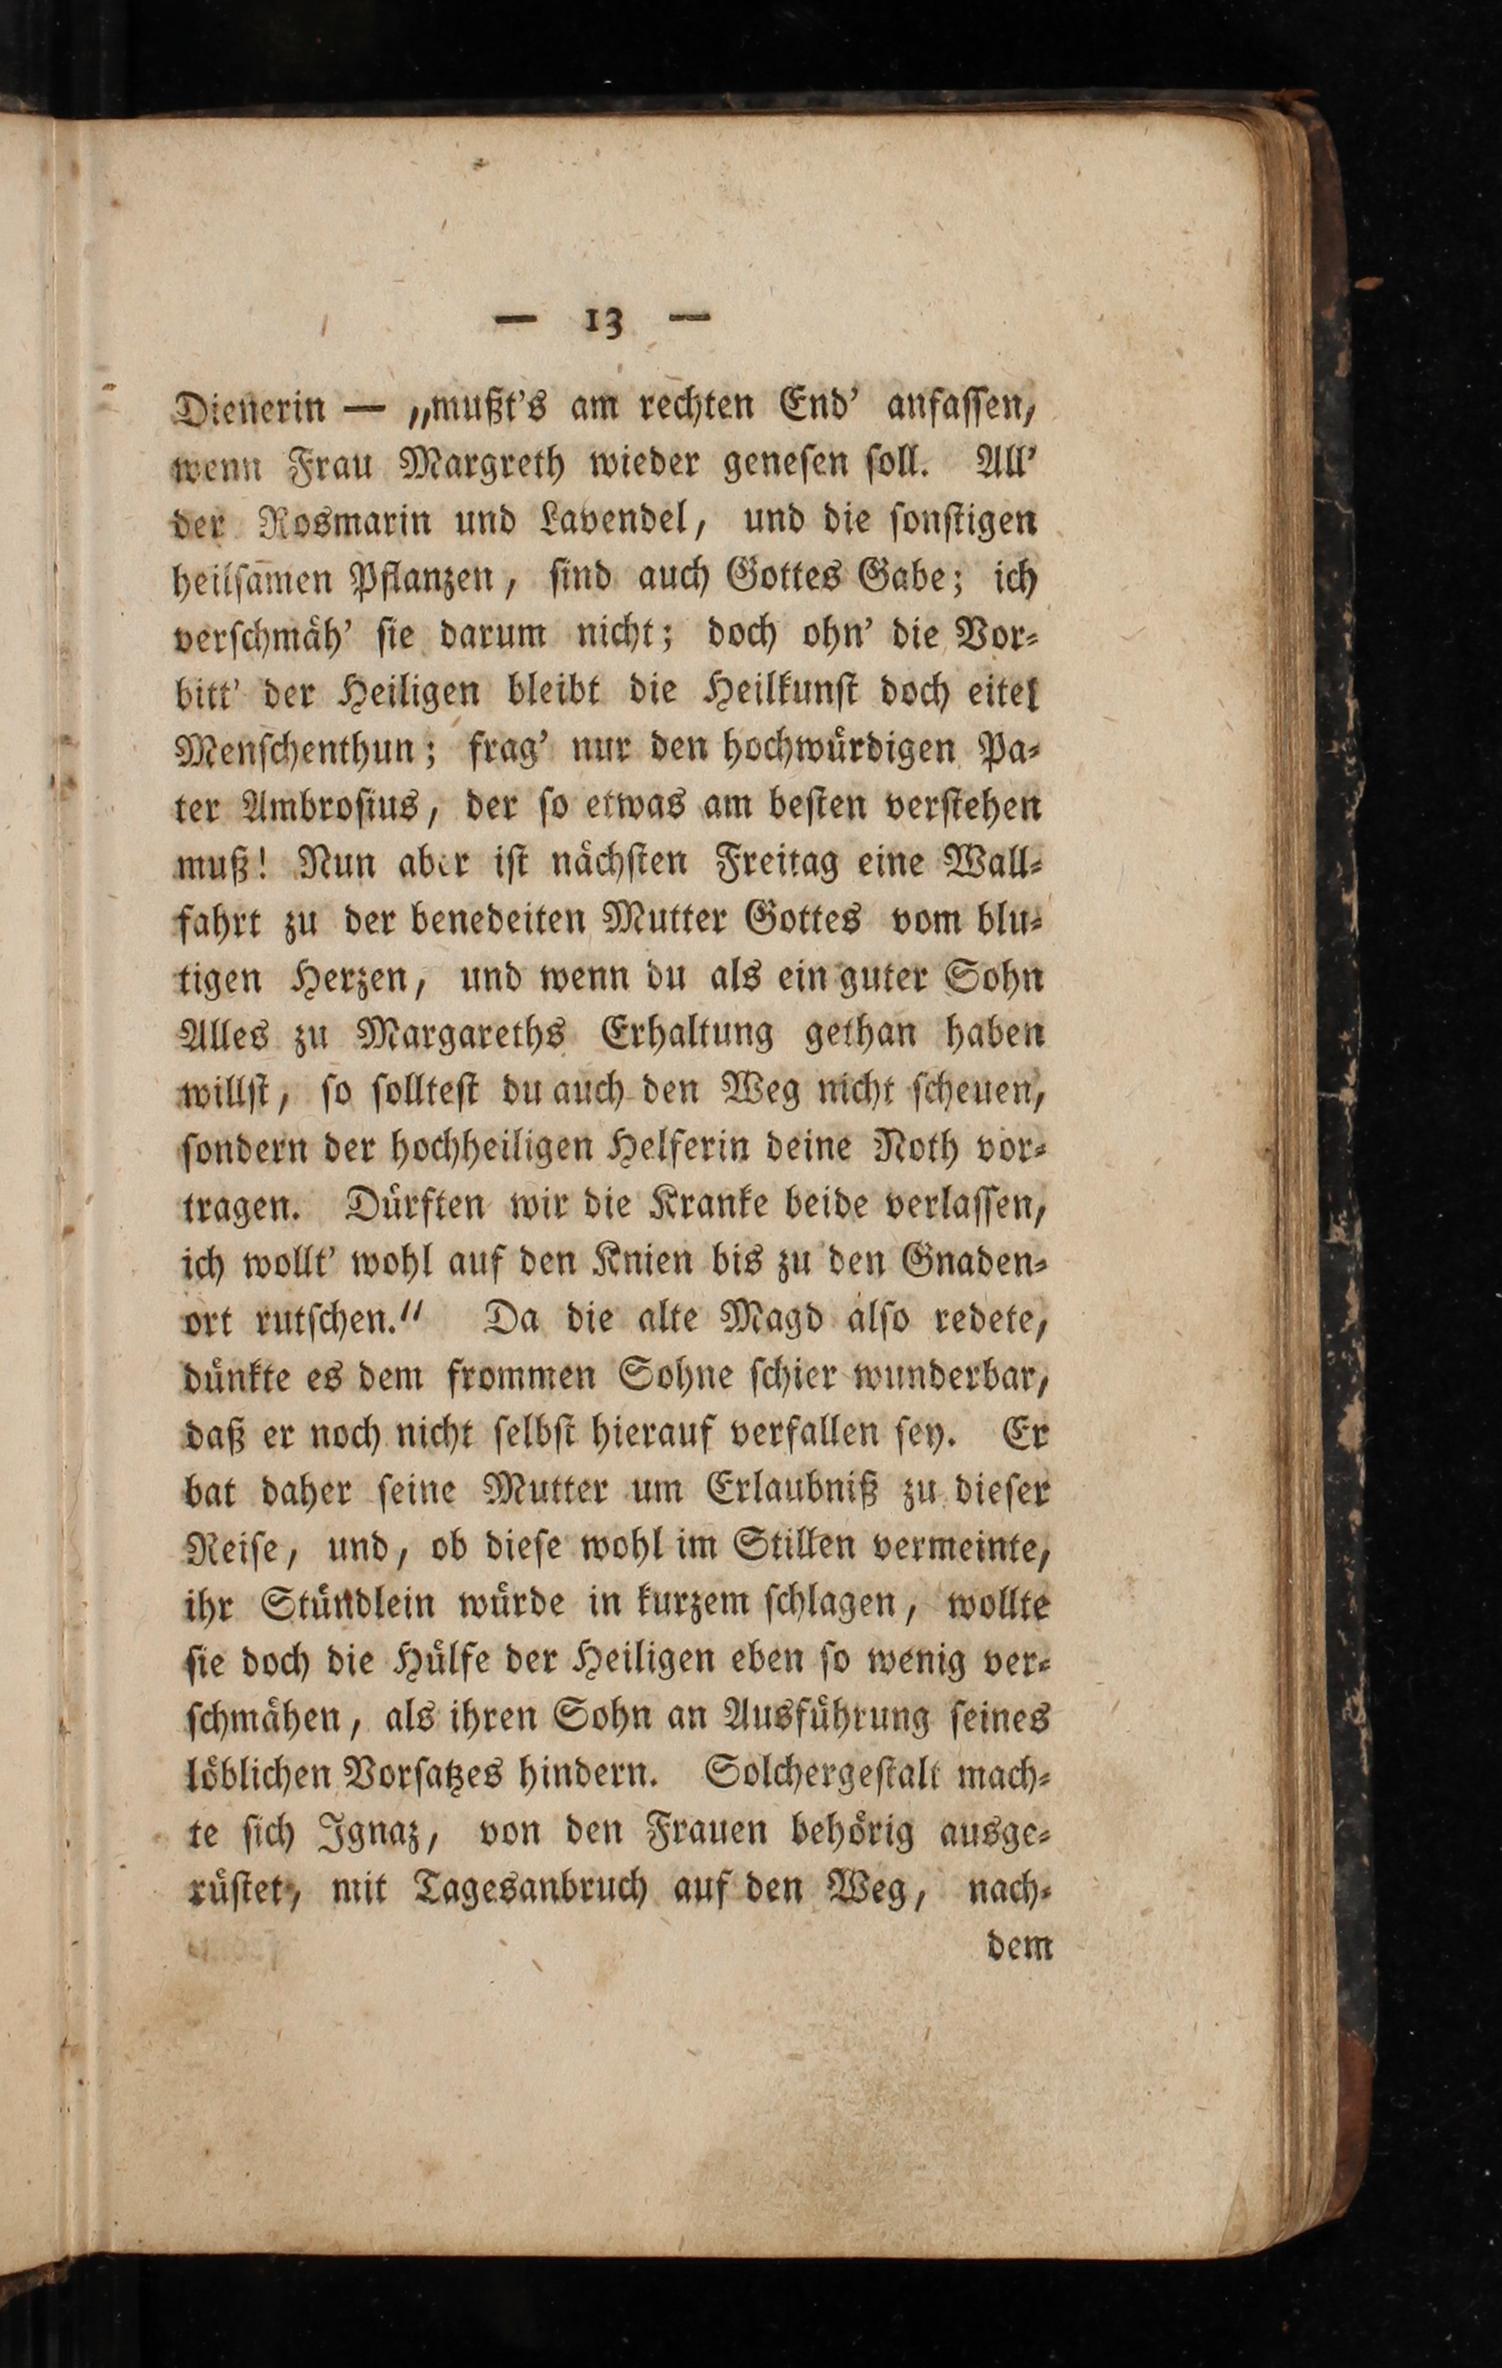 — 13 —
Dienerin — „mußt's am rechten End' anfaſſen,
wenn Frau Margreth wieder geneſen ſoll. All'
der Rosmarin und Lavendel, und die ſonſtigen
heilſamen Pflanzen, ſind auch Gottes Gabe; ich
verſchmäh' ſie darum nicht; doch ohn' die Vor⸗
bitt' der Heiligen bleibt die Heilkunſt doch eitel
Menſchenthun; frag' nur den hochwürdigen Pa⸗
ter Ambroſius, der ſo etwas am beſten verſtehen
muß! Nun aber iſt nächſten Freitag eine Wall⸗
fahrt zu der benedeiten Mutter Gottes vom blu⸗
tigen Herzen, und wenn du als ein guter Sohn
Alles zu Margareths Erhaltung gethan haben
willſt, ſo ſollteſt du auch den Weg nicht ſcheuen,
ſondern der hochheiligen Helferin deine Noth vor⸗
tragen. Dürften wir die Kranke beide verlaſſen,
ich wollt' wohl auf den Knien bis zu den Gnaden⸗
ort rutſchen.“ Da die alte Magd alſo redete,
dünkte es dem frommen Sohne ſchier wunderbar,
daß er noch nicht ſelbſt hierauf verfallen ſey. Er
bat daher ſeine Mutter um Erlaubniß zu dieſer
Reiſe, und, ob dieſe wohl im Stillen vermeinte,
ihr Stündlein würde in kurzem ſchlagen, wollte
ſie doch die Hülfe der Heiligen eben ſo wenig ver⸗
ſchmähen, als ihren Sohn an Ausführung ſeines
löblichen Vorſatzes hindern. Solchergeſtalt mach⸗
te ſich Ignaz, von den Frauen behörig ausge⸗
rüſtet, mit Tagesanbruch auf den Weg, nach⸗
dem